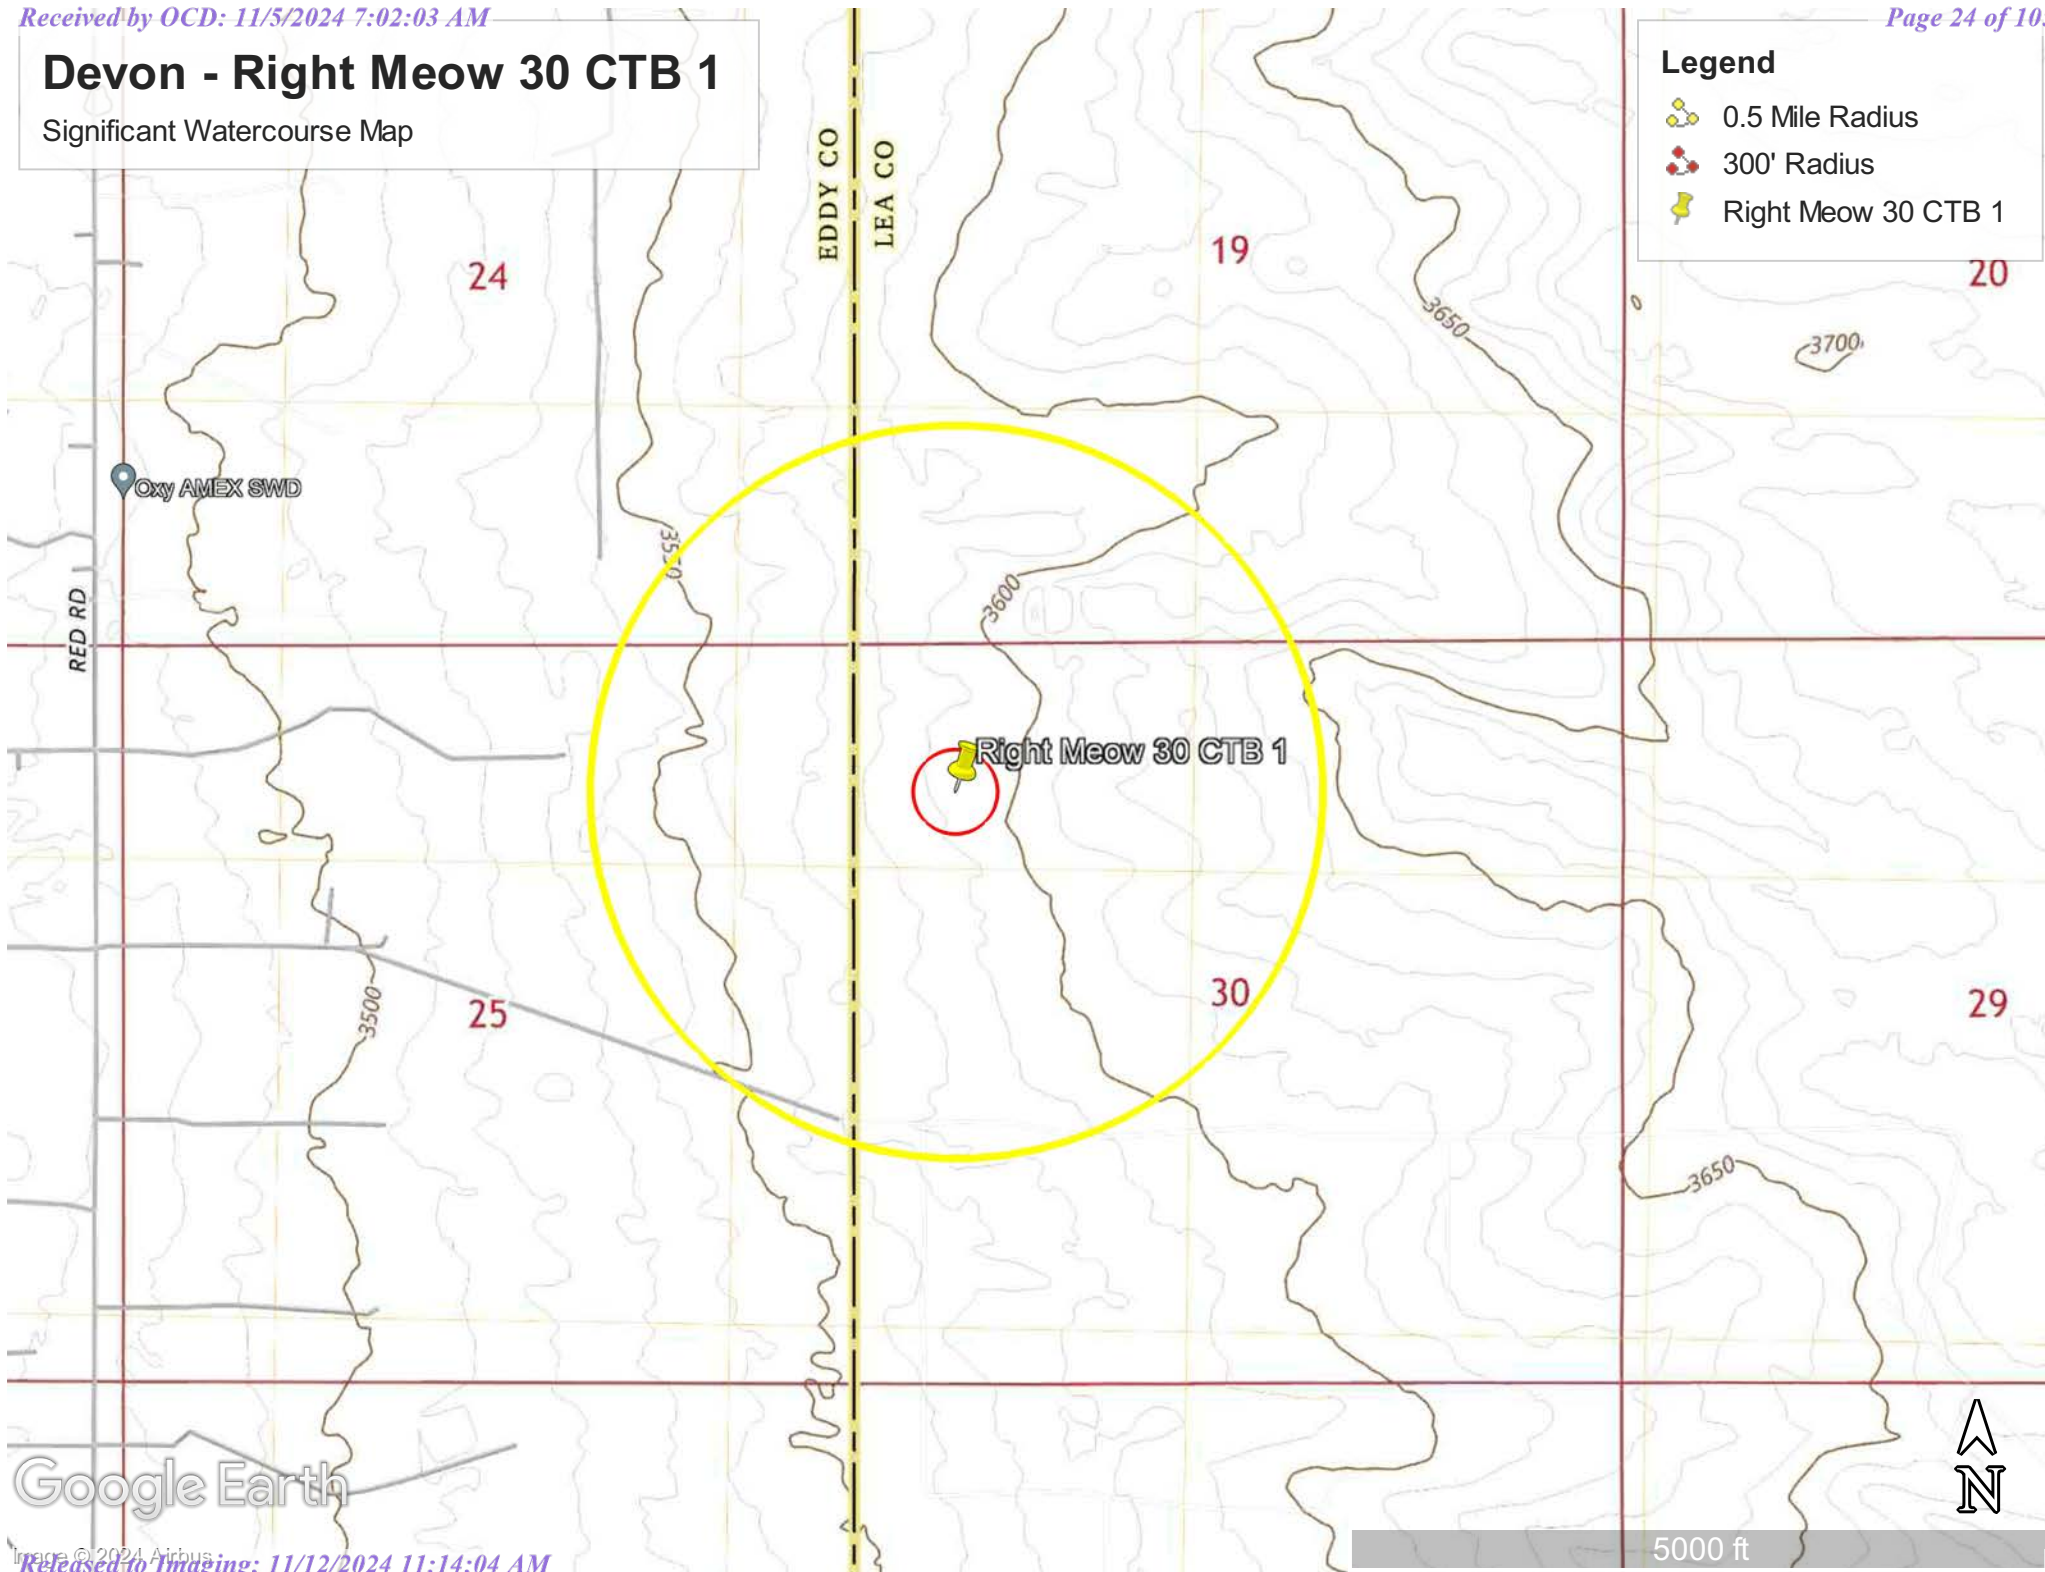 Received by OCD: 11/5/2024 7:02:03 AM
Page 24 of 10
Devon - Right Meow 30 CTB 1
Significant Watercourse Map
Legend
0.5 Mile Radius
300' Radius
Right Meow 30 CTB 1
EDDY CO
LEA CO
24
19
20
3650
3700
Oxy AMEX SWD
3550
3600
RED RD
Right Meow 30 CTB 1
25
30
29
3500
3650
N
Google Earth
5000 ft
Image © 2024 Airbus
Released to Imaging: 11/12/2024 11:14:04 AM